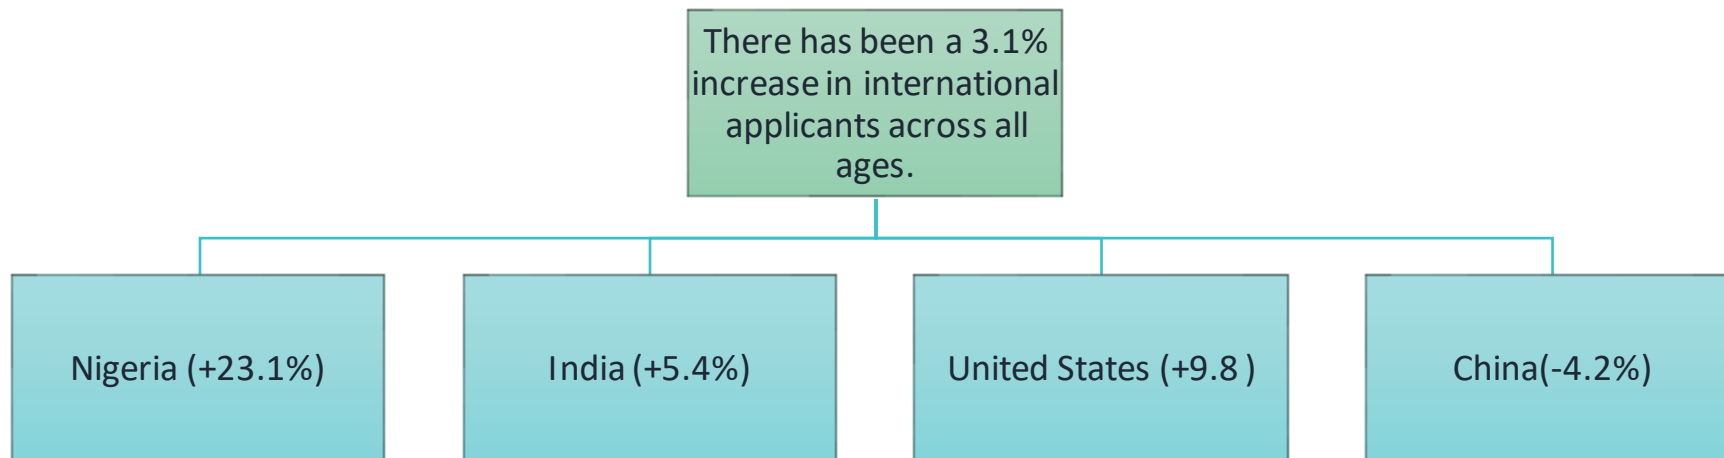 There has been a 3.1%
increase in international
applicants across all
ages.
Nigeria (+23.1%)
India (+5.4%)
United States (+9.8 )
China(-4.2%)